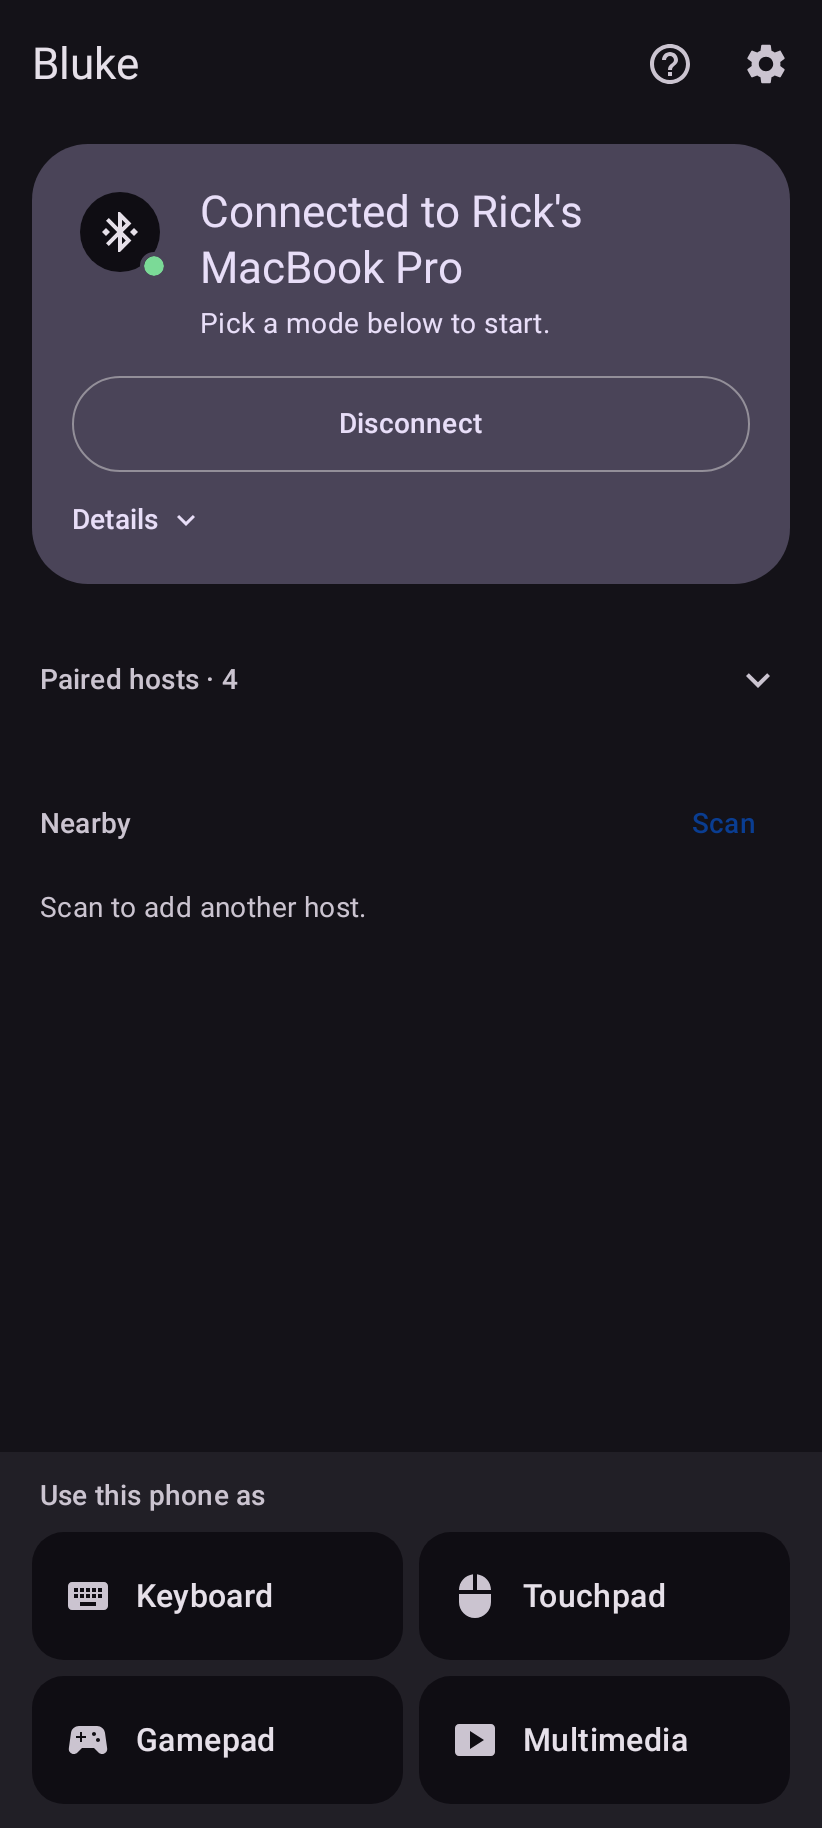 Bluke
Connected to Rick's
MacBook Pro
Pick a mode below to start.
Disconnect
Details
Paired hosts · 4
Nearby
Scan
Scan to add another host.
Use this phone as
Keyboard
Touchpad
Gamepad
Multimedia